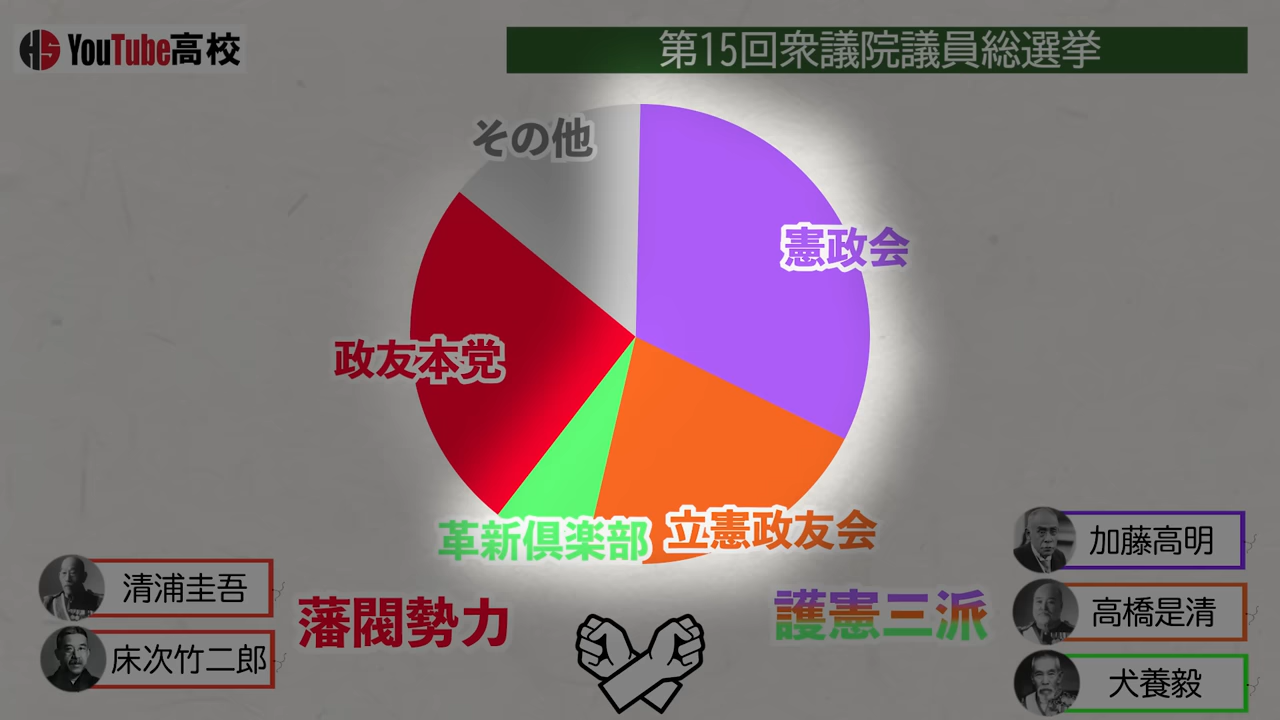 HS YouTube高校
第15回衆議院議員総選挙
その他
憲政会
政友本党
革新倶楽部
立憲政友会
清浦圭吾
床次竹二郎
藩閥勢力
護憲三派
加藤高明
高橋是清
犬養毅